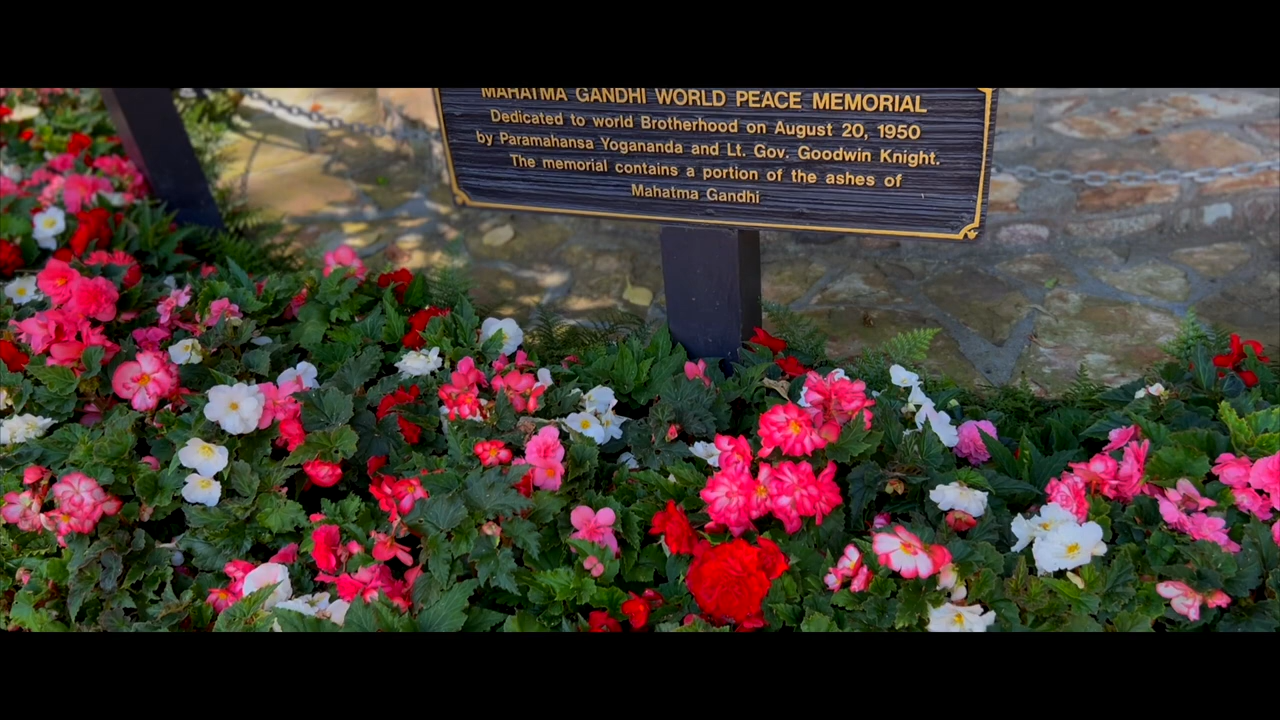 MAHATMA GANDHI WORLD PEACE MEMORIAL
Dedicated to world Brotherhood on August 20, 1950
by Paramahansa Yogananda and Lt. Gov. Goodwin Knight.
The memorial contains a portion of the ashes of
Mahatma Gandhi